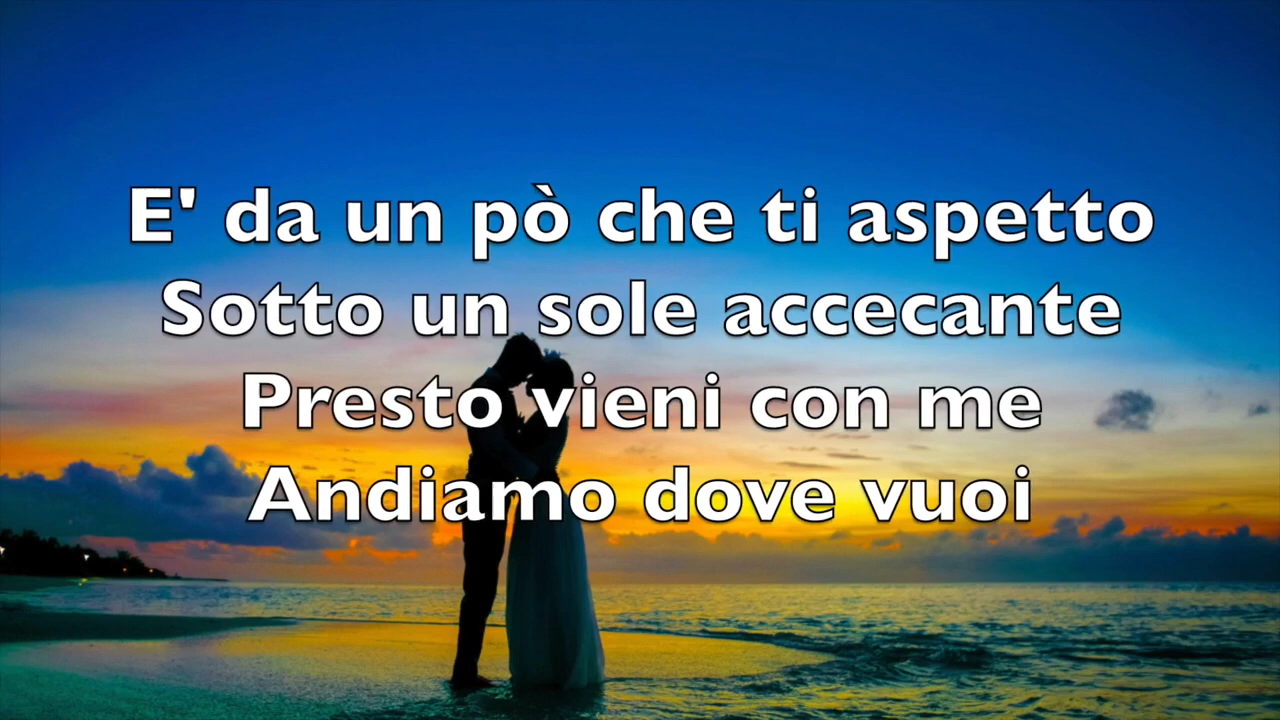 E' da un pò che ti aspetto
Sotto un sole accecante
Presto vieni con me
Andiamo dove vuoi